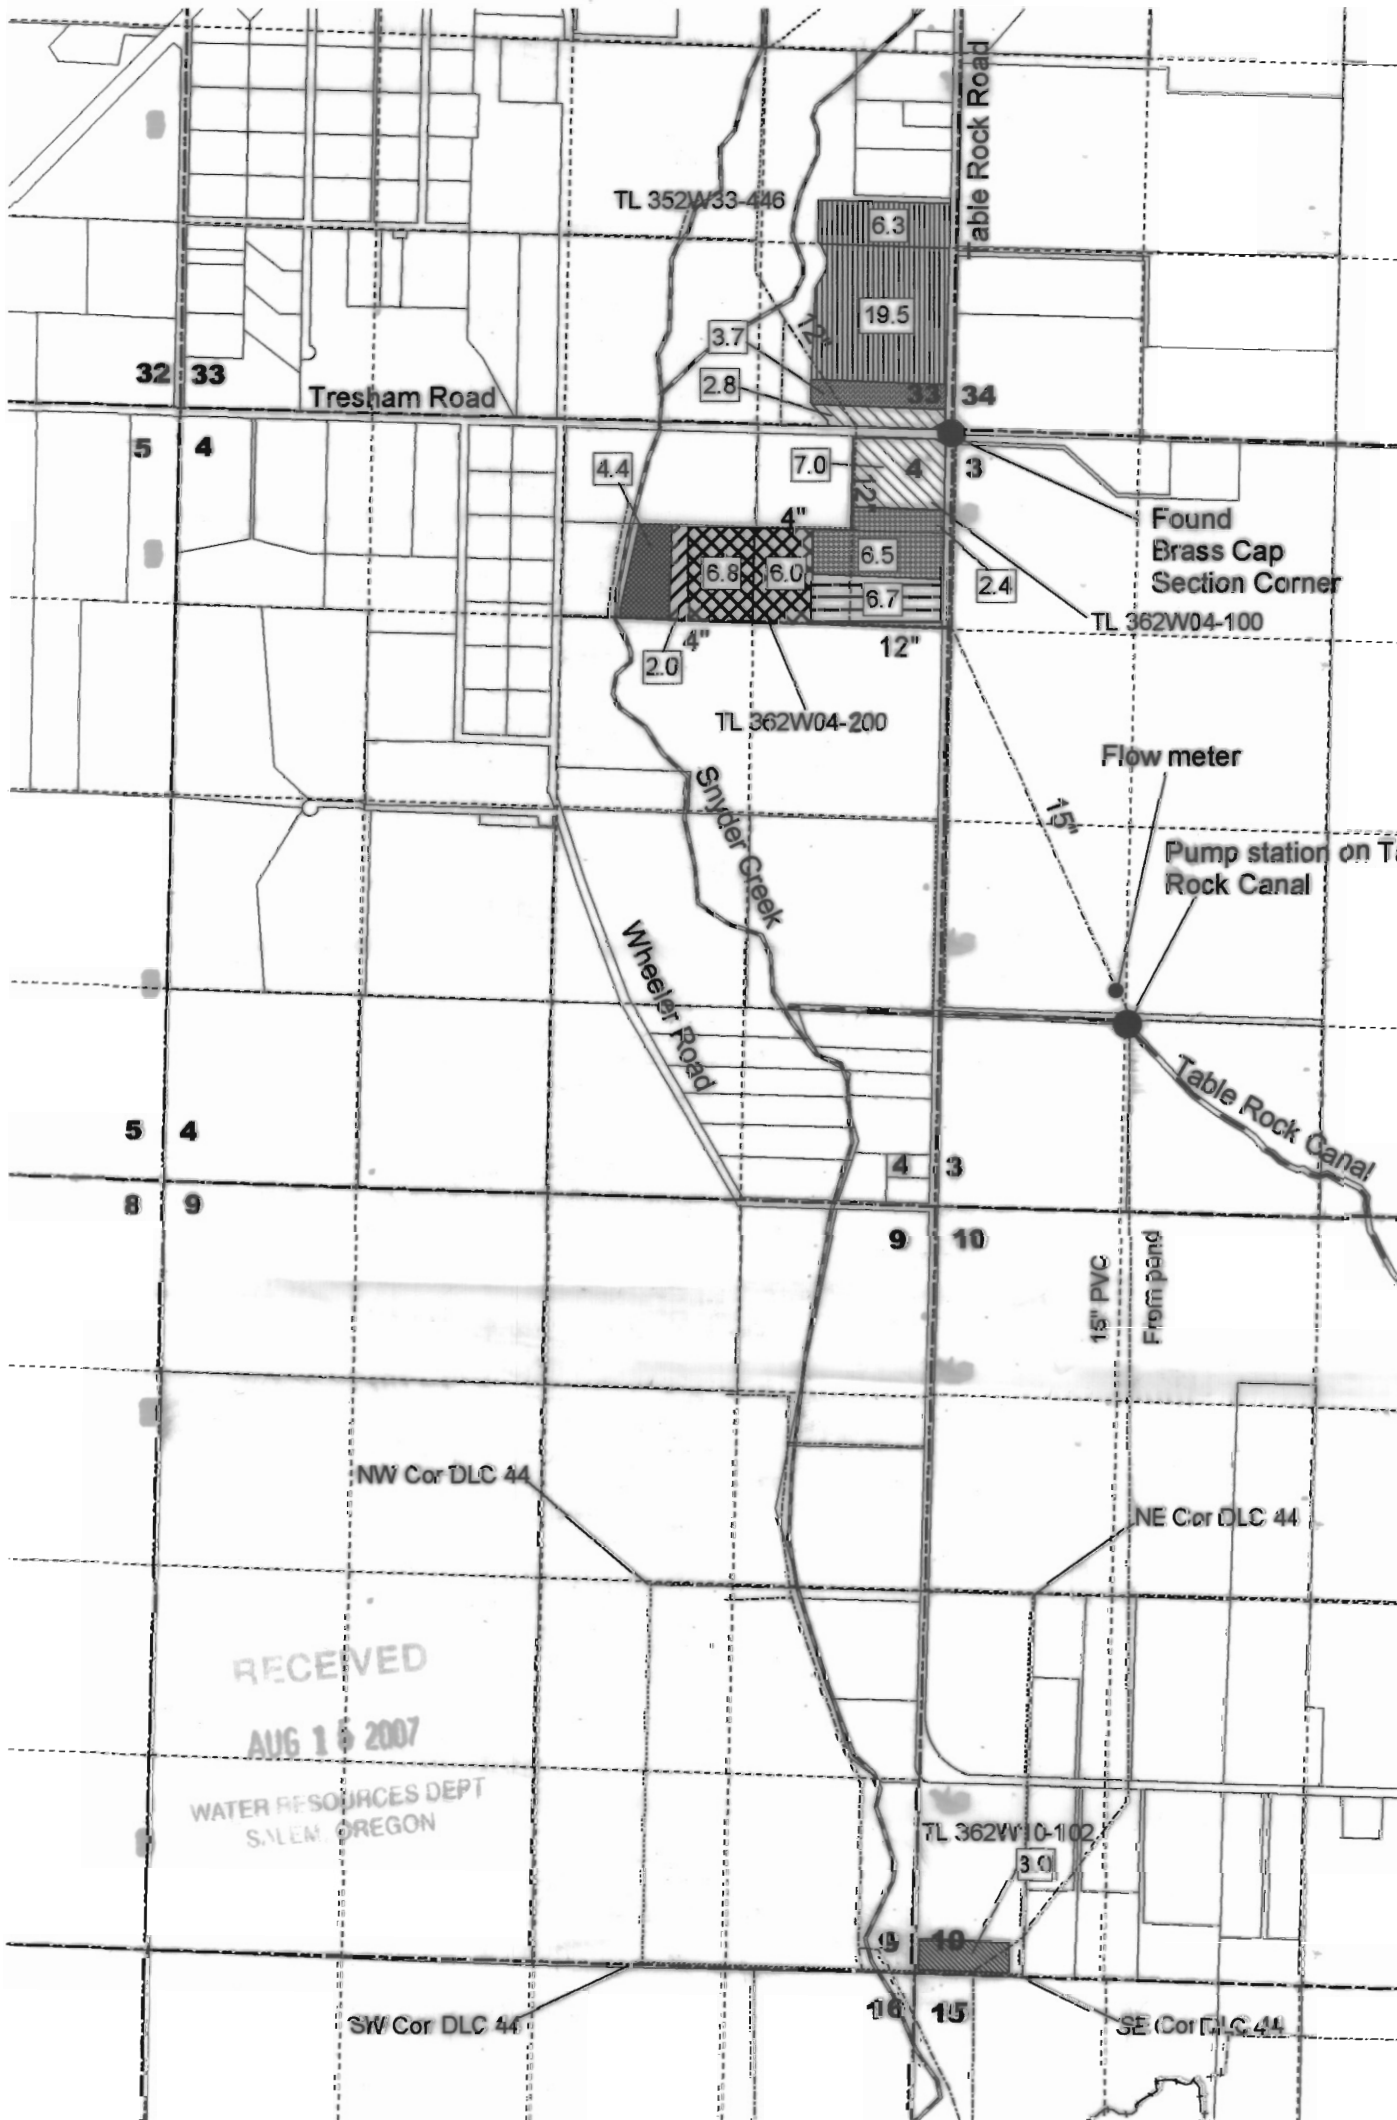 Table Rock Road
TL 352W33-446
6.3
19.5
12"
3.7
2.8
32 33
33 34
Tresham Road
5 4
4 3
4.4
7.0
12"
4"
Found
Brass Cap
Section Corner
6.8
6.0
6.5
2.4
6.7
TL 362W04-100
4"
12"
2.0
TL 362W04-200
Flow meter
Snyder Creek
15"
Pump station on Ta
Rock Canal
Wheeler Road
Table Rock Canal
5 4
4 3
8 9
9 10
15" PVC
From pond
NW Cor DLC 44
NE Cor DLC 44
RECEIVED
AUG 15 2007
WATER RESOURCES DEPT
SALEM, OREGON
TL 362W10-102
3.0
9 10
16 15
SW Cor DLC 44
SE Cor DLC 44